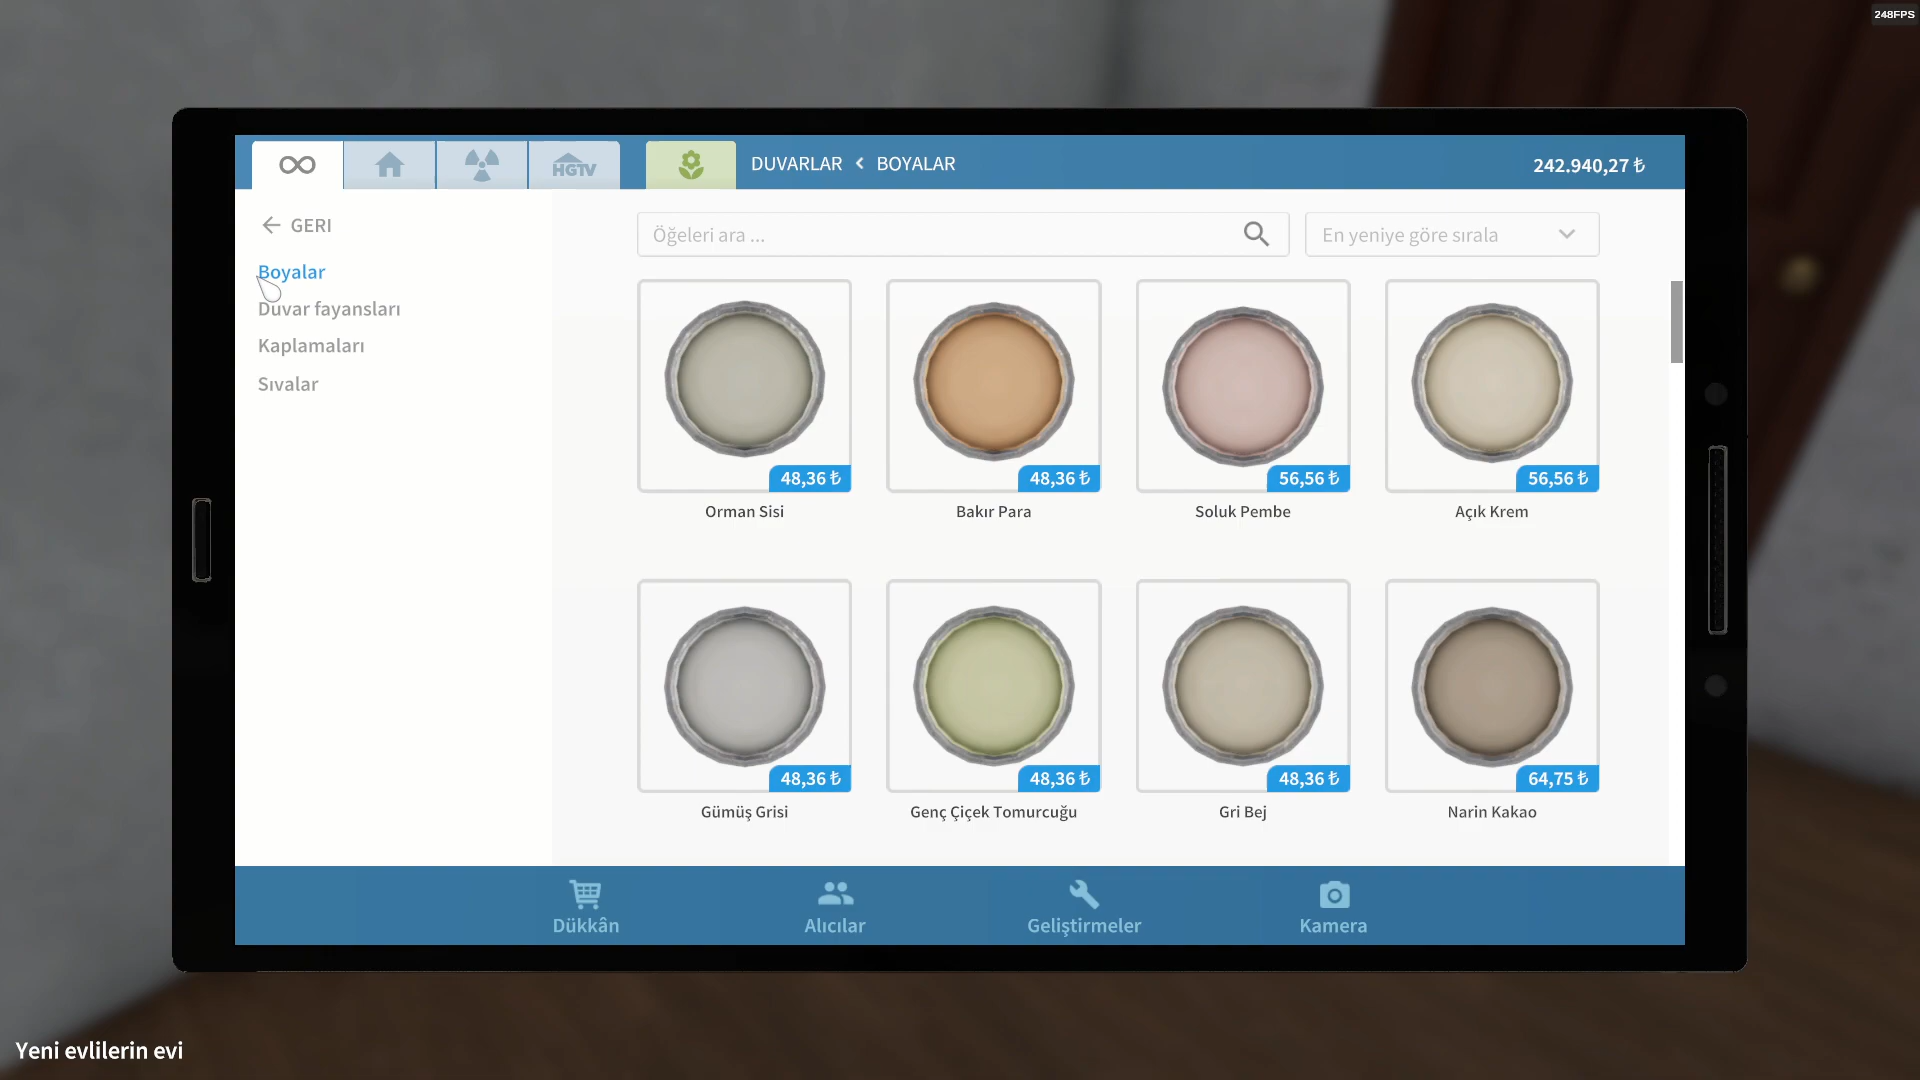 248FPS
HGTV
DUVARLAR < BOYALAR
242.940,27 ₺
GERI
Boyalar
Duvar fayansları
Kaplamaları
Sıvalar
Öğeleri ara ...
En yeniye göre sırala
48,36 ₺
48,36 ₺
56,56 ₺
56,56 ₺
Orman Sisi
Bakır Para
Soluk Pembe
Açık Krem
48,36 ₺
48,36 ₺
48,36 ₺
64,75 ₺
Gümüş Grisi
Genç Çiçek Tomurcuğu
Gri Bej
Narin Kakao
Dükkân
Alıcılar
Geliştirmeler
Kamera
Yeni evlilerin evi